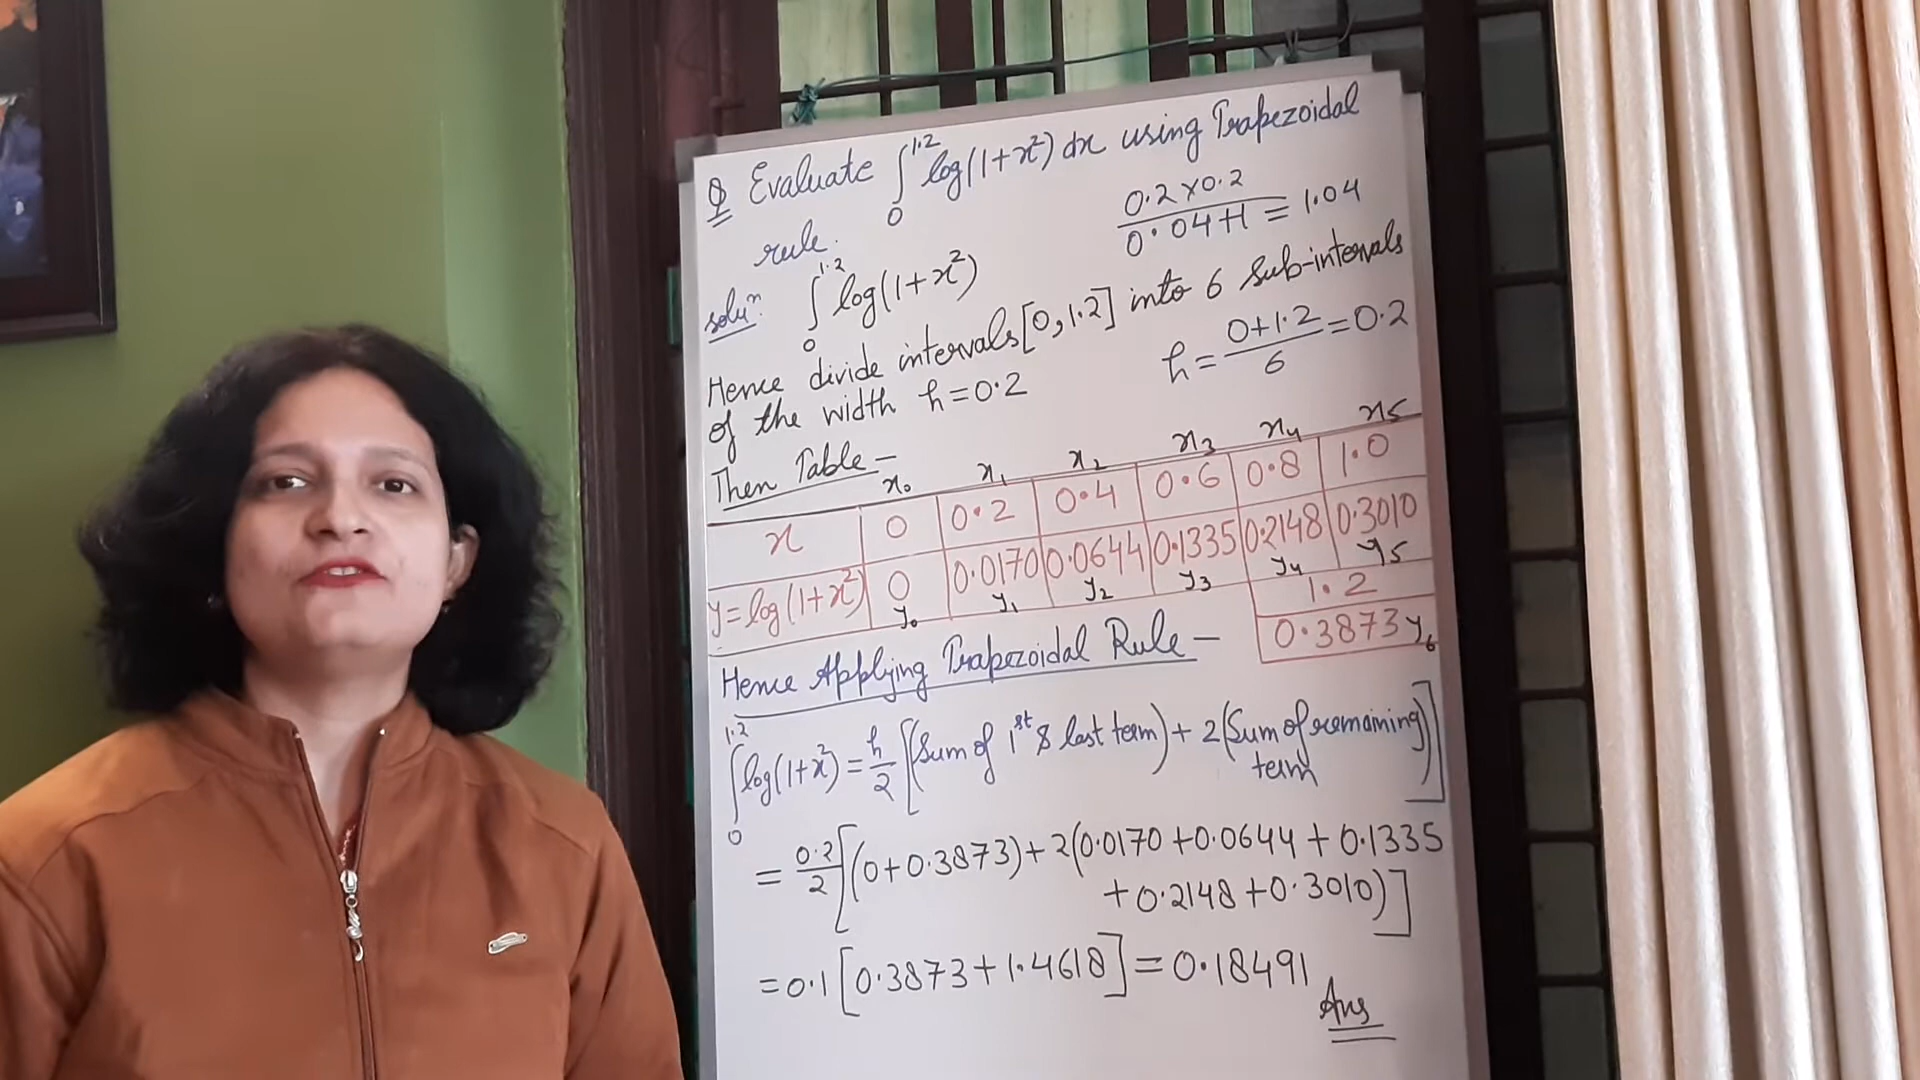 Q Evaluate ∫₀^1.2 log(1+x²) dx using Trapezoidal
rule.
0.2×0.2
0.04+1 = 1.04
soluⁿ: ∫₀^1.2 log(1+x²)
Hence divide intervals [0,1.2] into 6 Sub-intervals
of the width h=0.2
h = (0+1.2)/6 = 0.2
Then Table –
x₀ x₁ x₂ x₃ x₄ x₅
x 0 0.2 0.4 0.6 0.8 1.0
y=log(1+x²) 0 0.0170 0.0644 0.1335 0.2148 0.3010
y₀ y₁ y₂ y₃ y₄ y₅
1.2
0.3873 y₆
Hence Applying Trapezoidal Rule –
∫₀^1.2 log(1+x²) = h/2 [(Sum of 1st & last term) + 2(Sum of remaining
term)]
= 0.2/2 [(0+0.3873) + 2(0.0170 + 0.0644 + 0.1335
+ 0.2148 + 0.3010)]
= 0.1 [0.3873 + 1.4618] = 0.18491
Ans